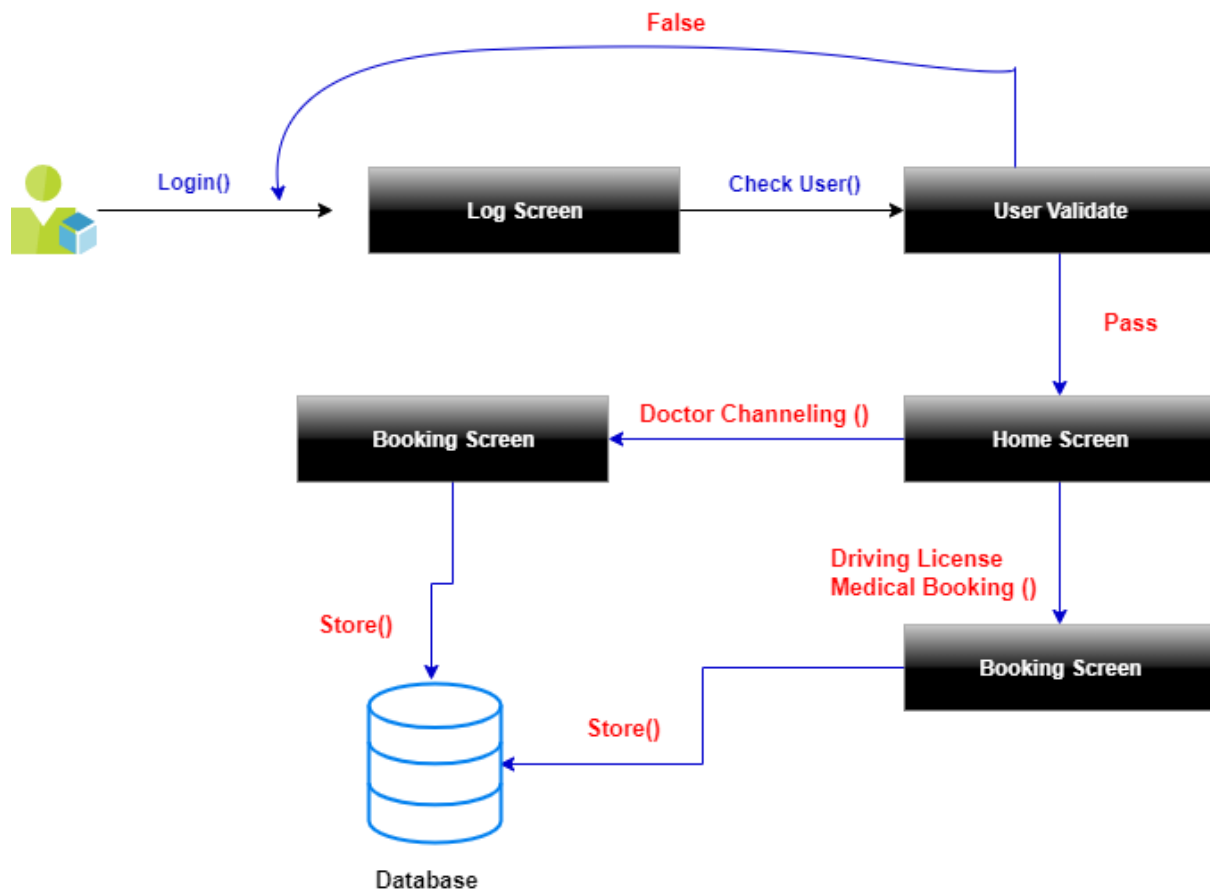 False
Login()
Log Screen
Check User()
User Validate
Pass
Booking Screen
Doctor Channeling ()
Home Screen
Driving License
Medical Booking ()
Store()
Booking Screen
Store()
Database